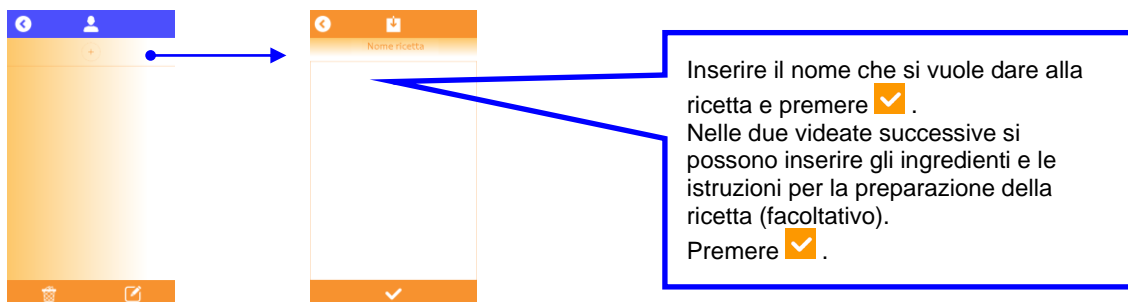 Nome ricetta
Inserire il nome che si vuole dare alla
ricetta e premere .
Nelle due videate successive si
possono inserire gli ingredienti e le
istruzioni per la preparazione della
ricetta (facoltativo).
Premere .